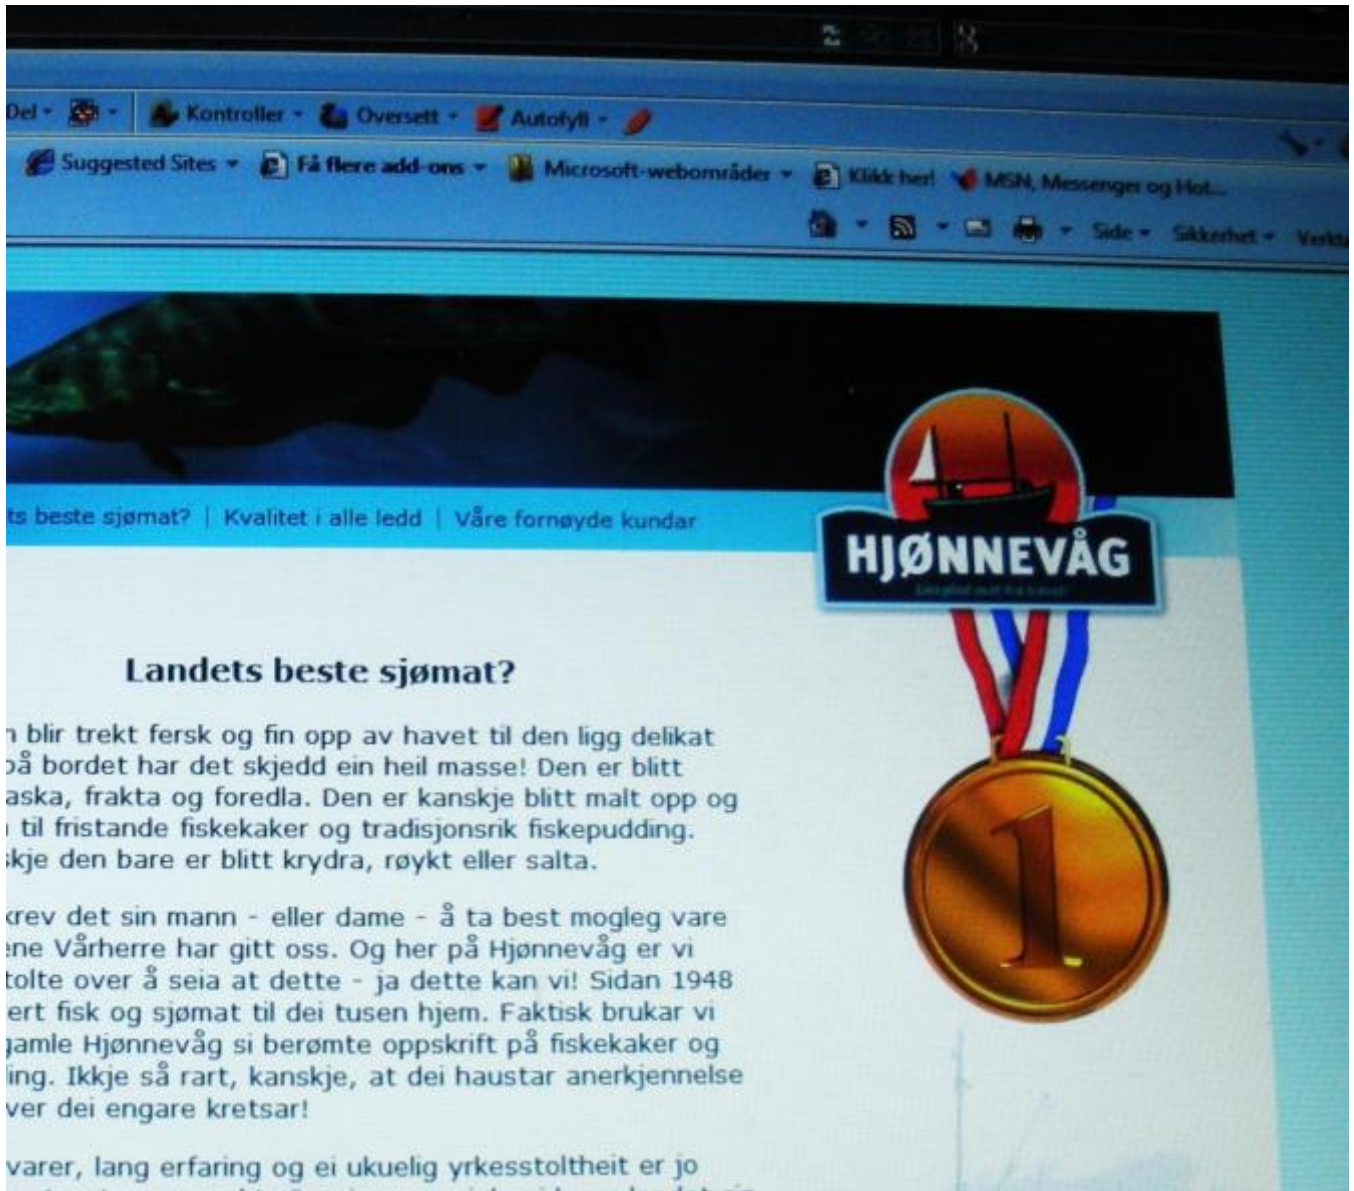 Del
Kontroller Oversett Autofyll
Suggested Sites Få flere add-ons Microsoft-webområder Klikk her! MSN, Messenger og Hot...
Side Sikkerhet Verktø
ts beste sjømat? | Kvalitet i alle ledd | Våre fornøyde kundar
HJØNNEVÅG
Landets beste sjømat?
n blir trekt fersk og fin opp av havet til den ligg delikat
på bordet har det skjedd ein heil masse! Den er blitt
aska, frakta og foredla. Den er kanskje blitt malt opp og
til fristande fiskekaker og tradisjonsrik fiskepudding.
skje den bare er blitt krydra, røykt eller salta.
krev det sin mann - eller dame - å ta best mogleg vare
ene Vårherre har gitt oss. Og her på Hjønnevåg er vi
tolte over å seia at dette - ja dette kan vi! Sidan 1948
ert fisk og sjømat til dei tusen hjem. Faktisk brukar vi
gamle Hjønnevåg si berømte oppskrift på fiskekaker og
ing. Ikkje så rart, kanskje, at dei haustar anerkjennelse
ver dei engare kretsar!
varer, lang erfaring og ei ukuelig yrkesstoltheit er jo
1